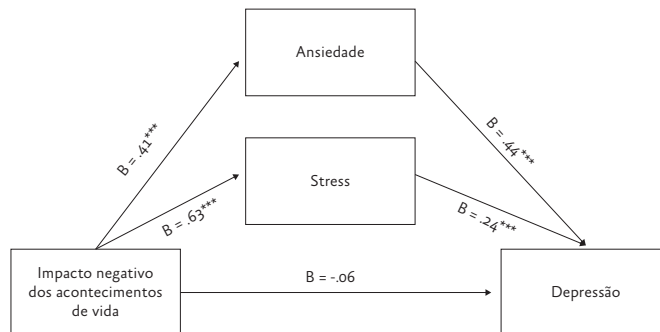 Ansiedade
B = .41***
B = .44***
Stress
B = .63***
B = .24***
Impacto negativo
dos acontecimentos
de vida
B = -.06
Depressão